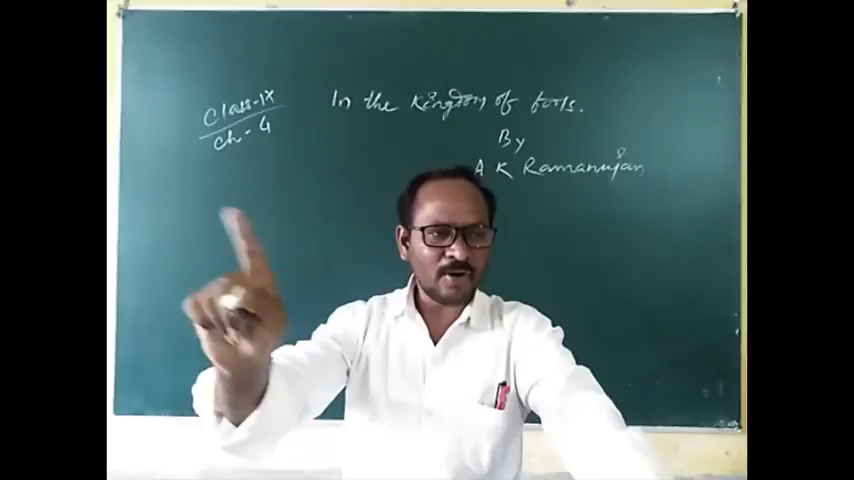 Class-IX
Ch-4
In the Kingdom of fools.
By
A K Ramanujan